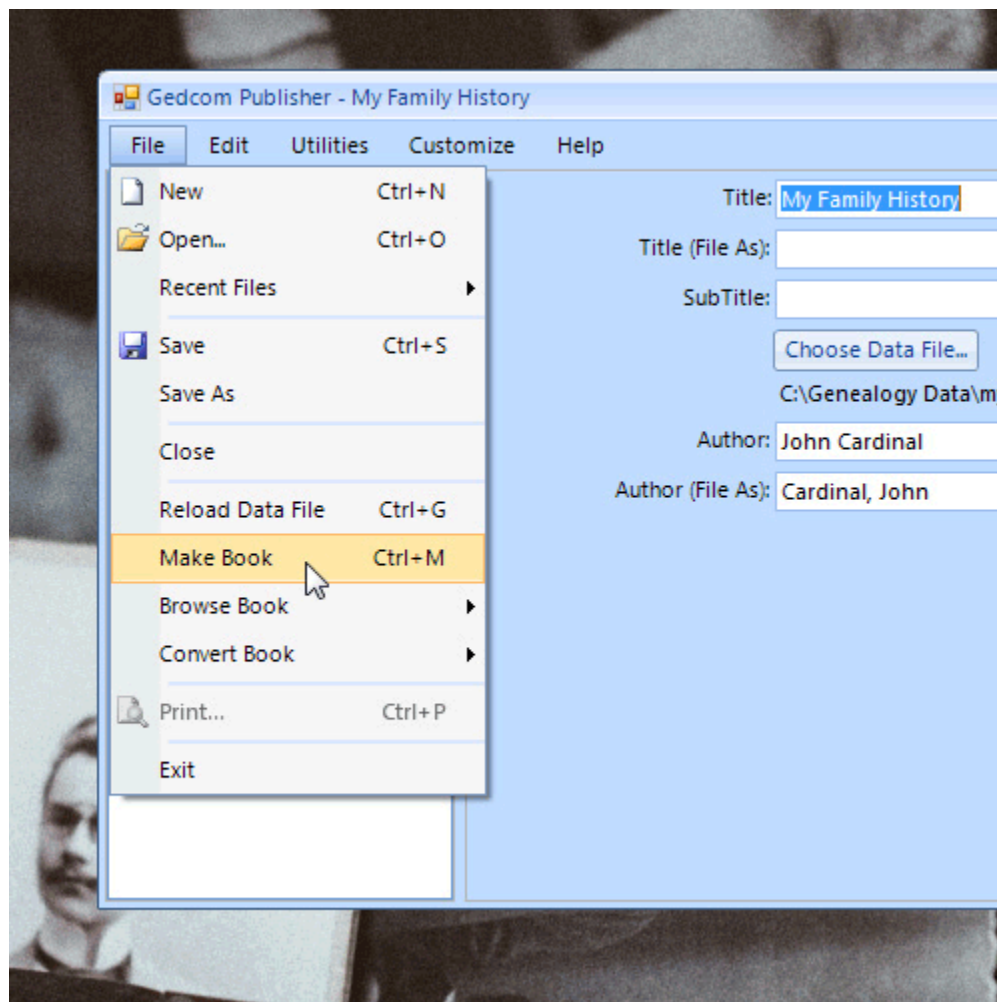 Gedcom Publisher - My Family History
File Edit Utilities Customize Help
New Ctrl+N
Open... Ctrl+O
Recent Files
Save Ctrl+S
Save As
Close
Reload Data File Ctrl+G
Make Book Ctrl+M
Browse Book
Convert Book
Print... Ctrl+P
Exit
Title: My Family History
Title (File As):
SubTitle:
Choose Data File...
C:\Genealogy Data\m
Author: John Cardinal
Author (File As): Cardinal, John